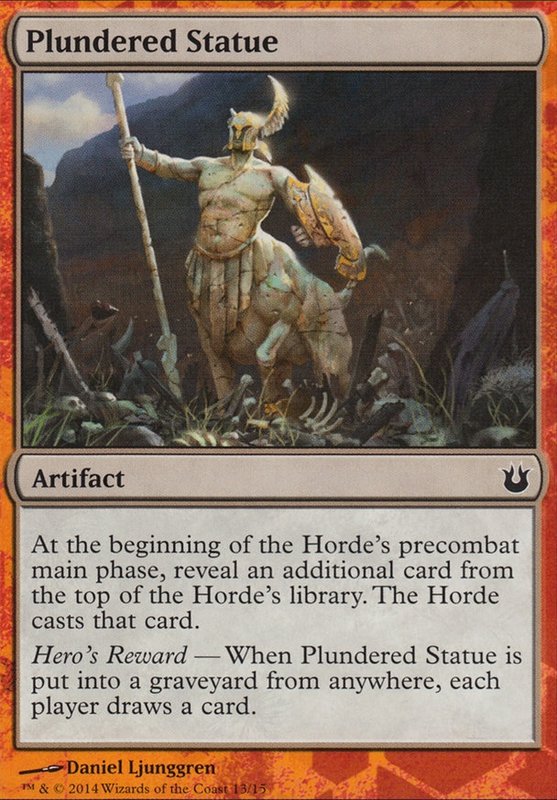 Plundered Statue
Artifact
At the beginning of the Horde's precombat
main phase, reveal an additional card from
the top of the Horde's library. The Horde
casts that card.
Hero's Reward — When Plundered Statue is
put into a graveyard from anywhere, each
player draws a card.
Daniel Ljunggren
™ & © 2014 Wizards of the Coast 13/15